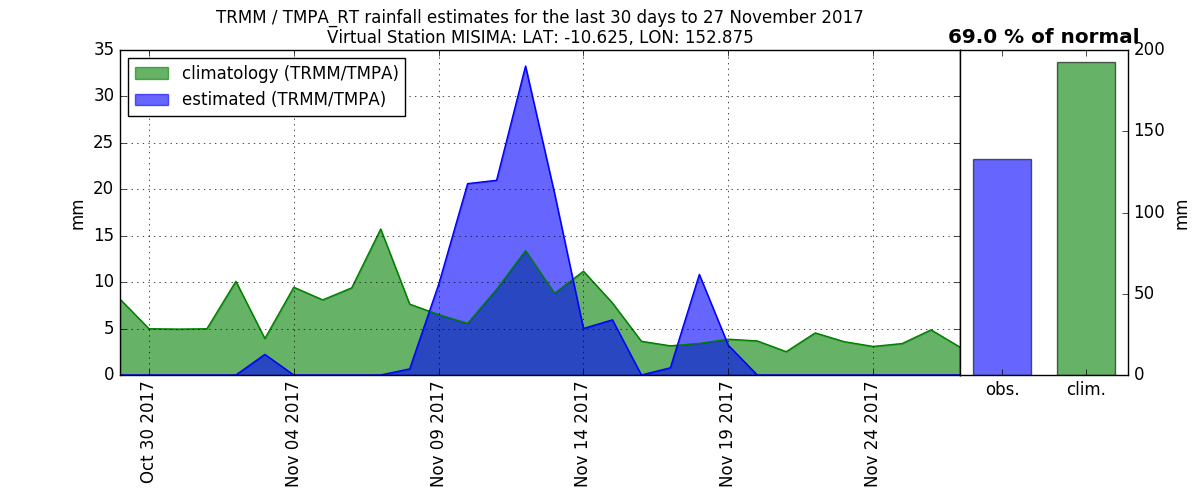 TRMM / TMPA_RT rainfall estimates for the last 30 days to 27 November 2017
Virtual Station MISIMA: LAT: -10.625, LON: 152.875
69.0 % of normal
climatology (TRMM/TMPA)
estimated (TRMM/TMPA)
35
30
25
20
15
10
5
0
mm
Oct 30 2017
Nov 04 2017
Nov 09 2017
Nov 14 2017
Nov 19 2017
Nov 24 2017
obs.
clim.
200
150
100
50
0
mm